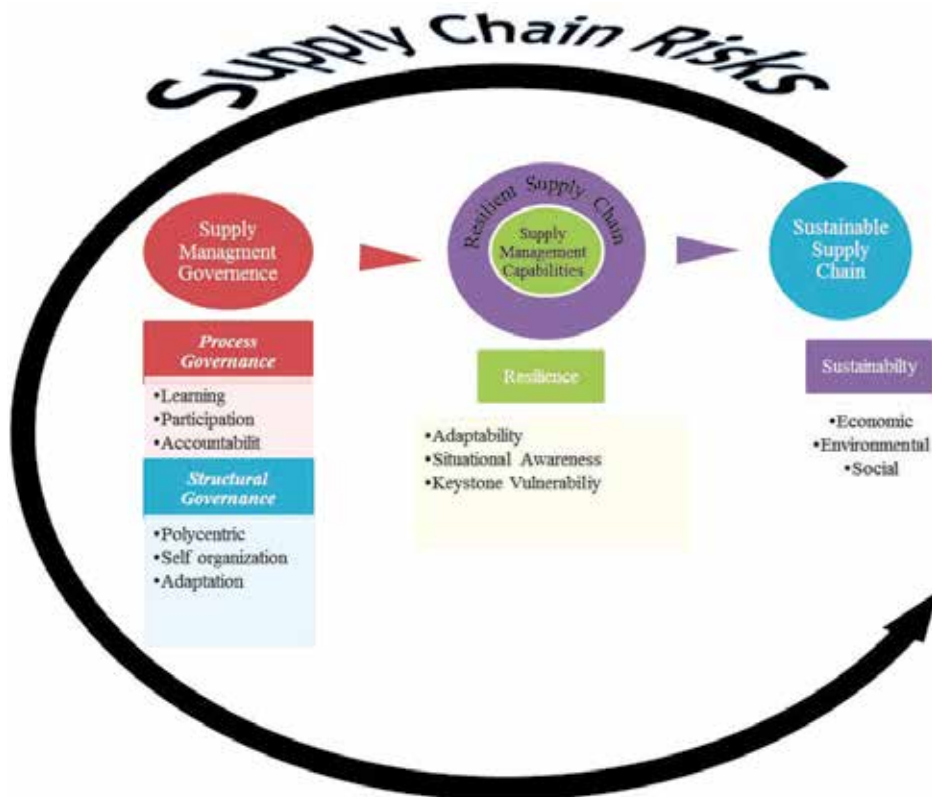 Supply Chain Risks
Supply
Managment
Governence
Resilient Supply Chain
Supply
Management
Capabilities
Sustainable
Supply
Chain
Process
Governance
•Learning
•Participation
•Accountabilit
Structural
Governance
•Polycentric
•Self organization
•Adaptation
Resilience
•Adaptability
•Situational Awareness
•Keystone Vulnerabiliy
Sustainabilty
•Economic
•Environmental
•Social